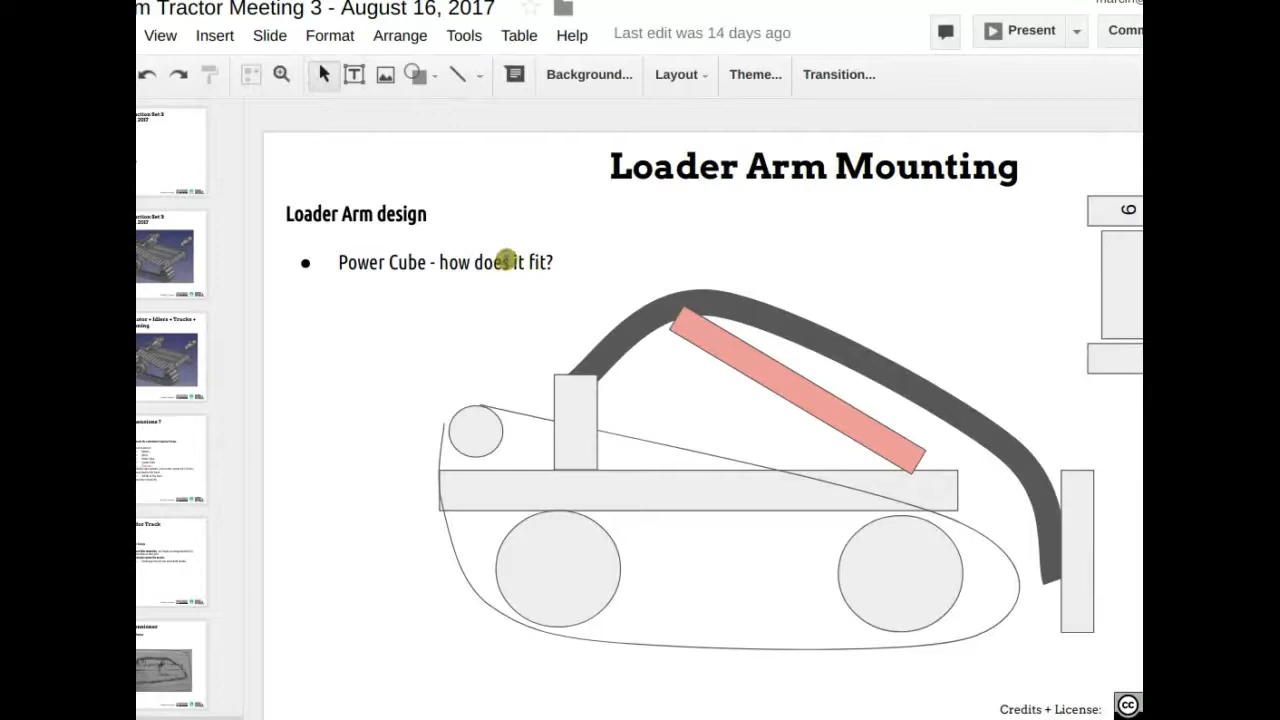 m Tractor Meeting 3 - August 16, 2017
View Insert Slide Format Arrange Tools Table Help Last edit was 14 days ago
Present
Background... Layout Theme... Transition...
Loader Arm Mounting
Loader Arm design
● Power Cube - how does it fit?
6
Credits + License:
cc